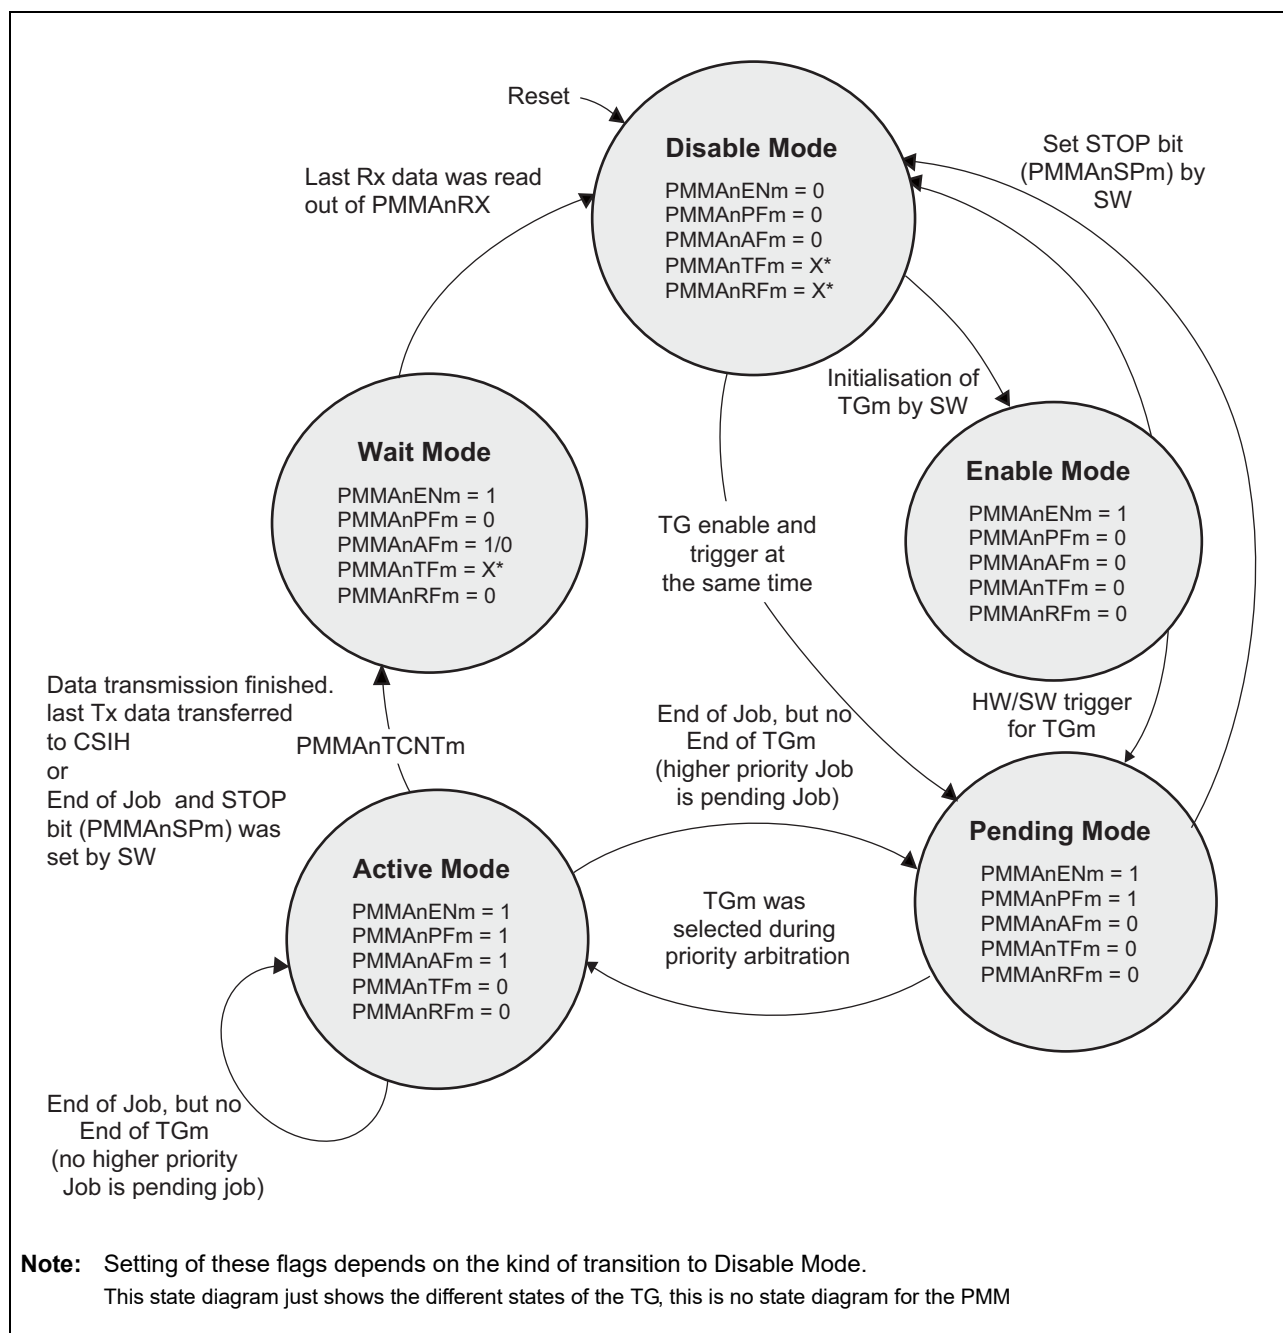 Reset
Disable Mode
PMMAnENm = 0
PMMAnPFm = 0
PMMAnAFm = 0
PMMAnTFm = X*
PMMAnRFm = X*
Set STOP bit
(PMMAnSPm) by
SW
Last Rx data was read
out of PMMAnRX
Initialisation of
TGm by SW
Wait Mode
PMMAnENm = 1
PMMAnPFm = 0
PMMAnAFm = 1/0
PMMAnTFm = X*
PMMAnRFm = 0
Enable Mode
PMMAnENm = 1
PMMAnPFm = 0
PMMAnAFm = 0
PMMAnTFm = 0
PMMAnRFm = 0
TG enable and
trigger at
the same time
Data transmission finished.
last Tx data transferred
to CSIH
or
End of Job and STOP
bit (PMMAnSPm) was
set by SW
PMMAnTCNTm
End of Job, but no
End of TGm
(higher priority Job
is pending Job)
HW/SW trigger
for TGm
Active Mode
PMMAnENm = 1
PMMAnPFm = 1
PMMAnAFm = 1
PMMAnTFm = 0
PMMAnRFm = 0
TGm was
selected during
priority arbitration
Pending Mode
PMMAnENm = 1
PMMAnPFm = 1
PMMAnAFm = 0
PMMAnTFm = 0
PMMAnRFm = 0
End of Job, but no
End of TGm
(no higher priority
Job is pending job)
Note: Setting of these flags depends on the kind of transition to Disable Mode.
This state diagram just shows the different states of the TG, this is no state diagram for the PMM